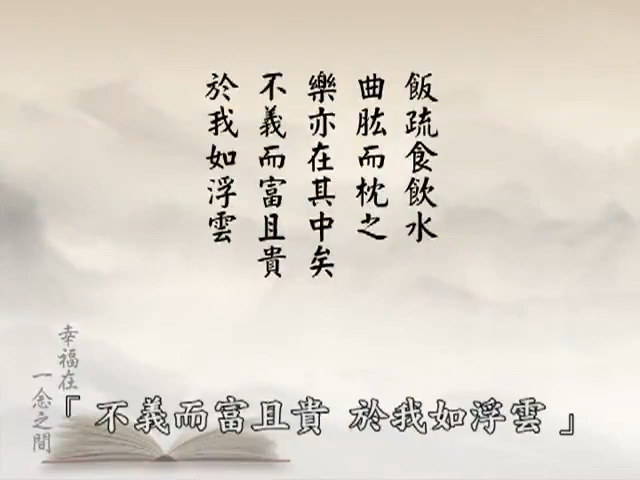 飯疏食飲水
曲肱而枕之
樂亦在其中矣
不義而富且貴
於我如浮雲
幸福在
一念之間
「不義而富且貴 於我如浮雲」